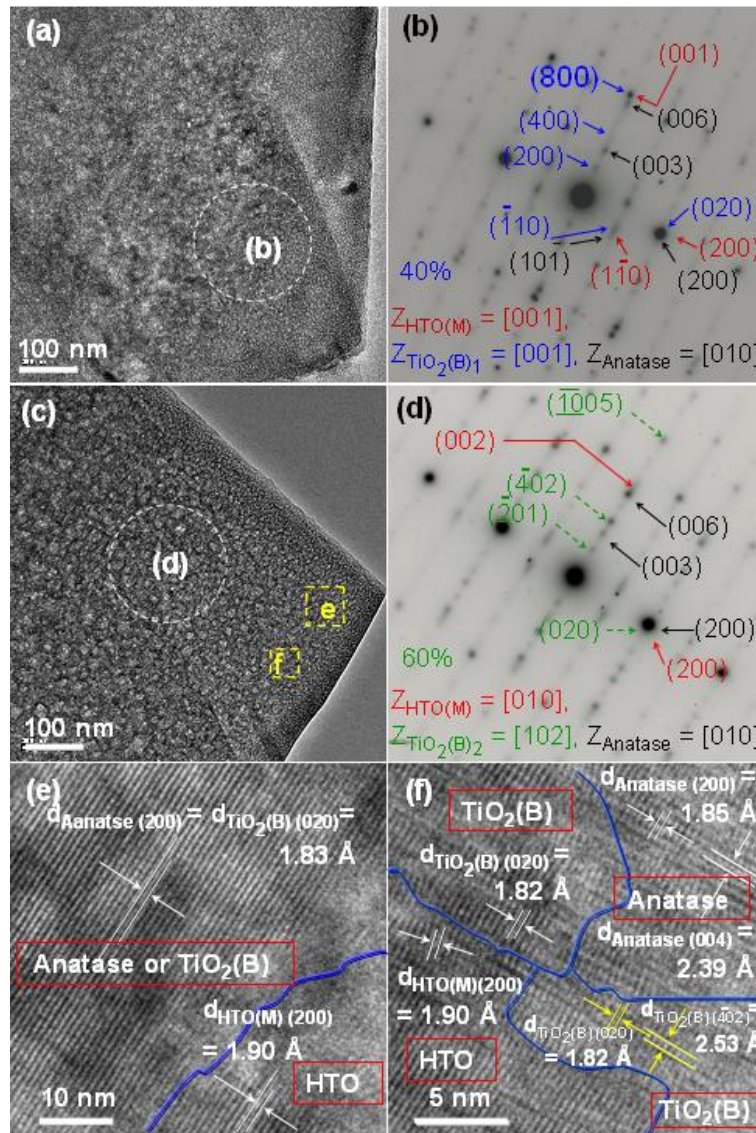 (a)
(b)
100 nm
(b)
(001)
(800)
(006)
(400)
(200)
(003)
(1̄10)
(020)
(101)
(200)
40%
(11̄0)
(200)
Z_HTO(M) = [001],
Z_TiO₂(B)₁ = [001], Z_Anatase = [010]
(c)
(d)
e
f
100 nm
(d)
(1̄0̄05)
(002)
(4̄02)
(006)
(2̄01)
(003)
(020)
(200)
60%
(200)
Z_HTO(M) = [010],
Z_TiO₂(B)₂ = [102], Z_Anatase = [010]
(e)
d_Aanatse (200) = d_TiO₂(B) (020) =
1.83 Å
Anatase or TiO₂(B)
d_HTO(M) (200)
= 1.90 Å
HTO
10 nm
(f)
d_Anatase (200) =
1.85 Å
TiO₂(B)
d_TiO₂(B) (020) =
1.82 Å
Anatase
d_Anatase (004) =
2.39 Å
d_HTO(M)(200)
= 1.90 Å
d_TiO₂(B) (020)
= 1.82 Å
d_TiO₂(B) (4̄02) =
2.53 Å
HTO
5 nm
TiO₂(B)